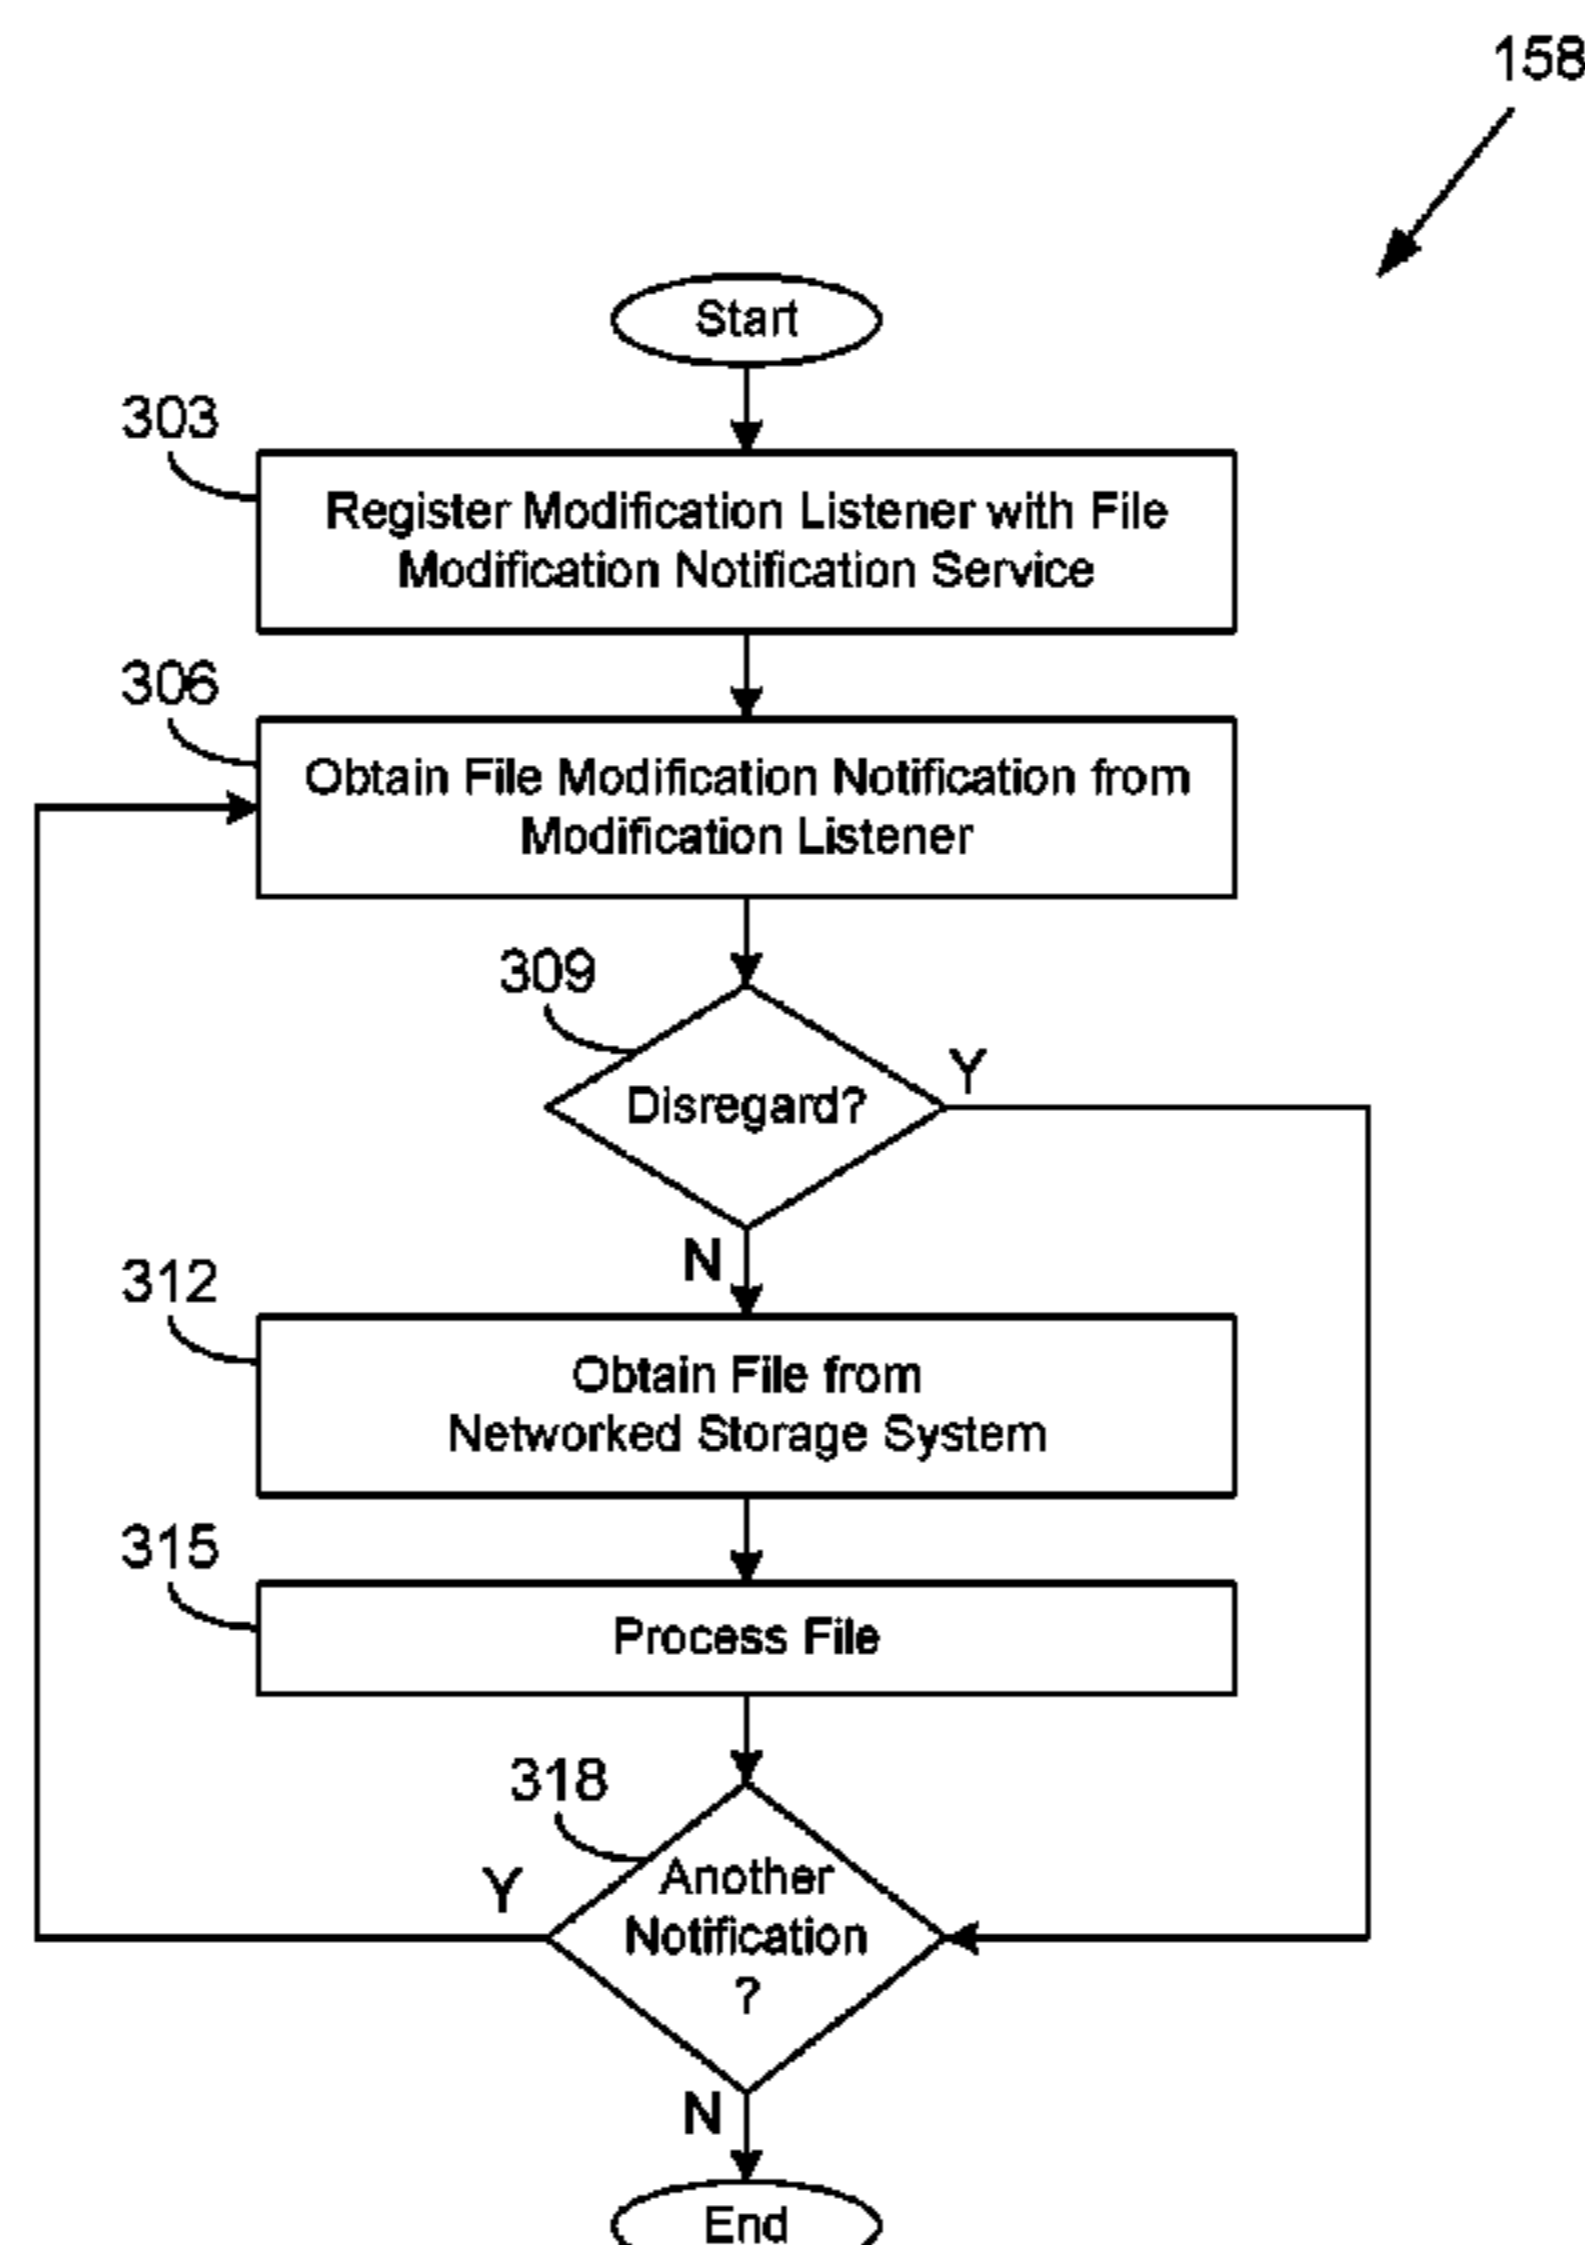 158
Start
303
Register Modification Listener with File
Modification Notification Service
306
Obtain File Modification Notification from
Modification Listener
309
Disregard?
Y
N
312
Obtain File from
Networked Storage System
315
Process File
318
Another
Notification
?
Y
N
End